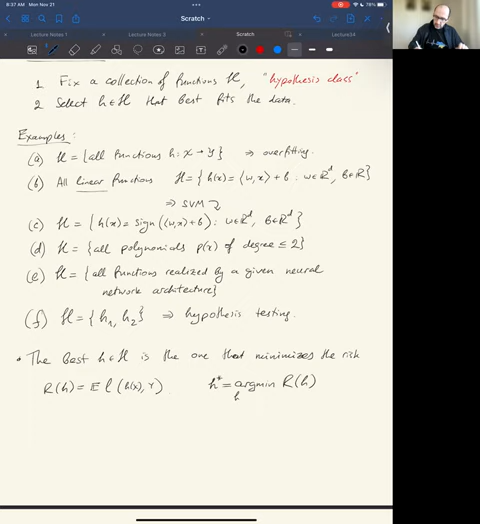 8:37 AM Mon Nov 21
Scratch
78%
Lecture Notes 1
Lecture Notes 3
Scratch
Lecture34
1 Fix a collection of functions ℋ, "hypothesis class"
2 Select h∈ℋ that best fits the data.
Examples:
(a) ℋ = {all functions h: X → Y} ⇒ overfitting.
(b) All linear functions ℋ = { h(x) = ⟨w,x⟩ + b : w∈ℝᵈ, b∈ℝ}
⇒ SVM
(c) ℋ = { h(x) = sign(⟨w,x⟩+b) : w∈ℝᵈ, b∈ℝᵈ}
(d) ℋ = {all polynomials p(x) of degree ≤ 2}
(e) ℋ = {all functions realized by a given neural
network architecture}
(f) ℋ = {h₁, h₂} ⇒ hypothesis testing.
• The best h∈ℋ is the one that minimizes the risk
R(h) = 𝔼 ℓ(h(x), Y). h* = argmin R(h)
h